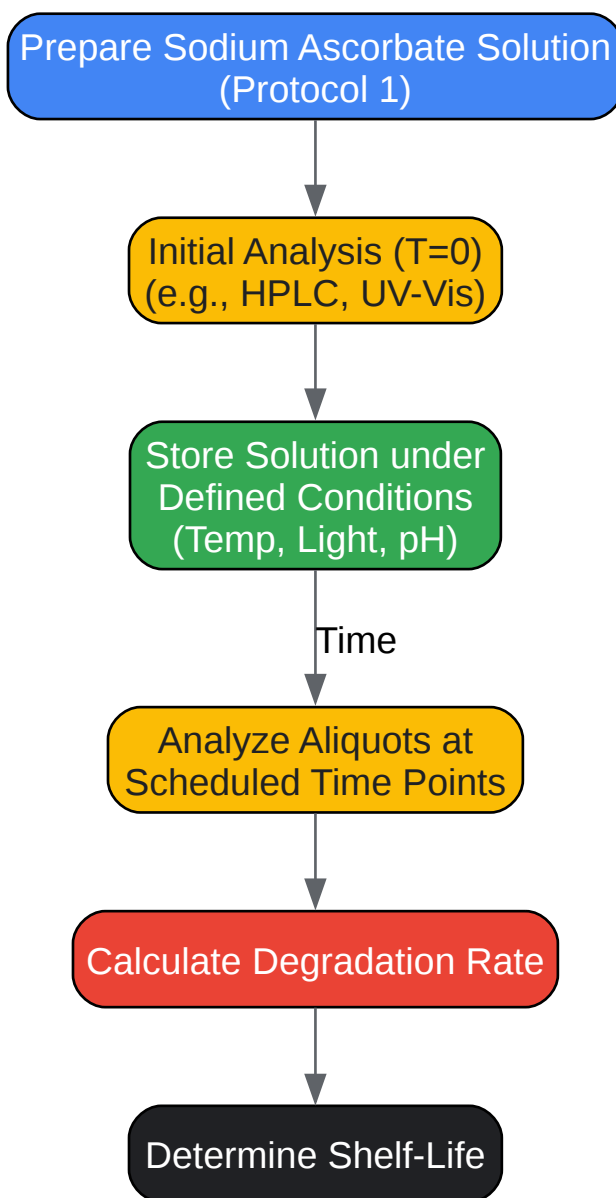 Prepare Sodium Ascorbate Solution
(Protocol 1)
Initial Analysis (T=0)
(e.g., HPLC, UV-Vis)
Store Solution under
Defined Conditions
(Temp, Light, pH)
Time
Analyze Aliquots at
Scheduled Time Points
Calculate Degradation Rate
Determine Shelf-Life